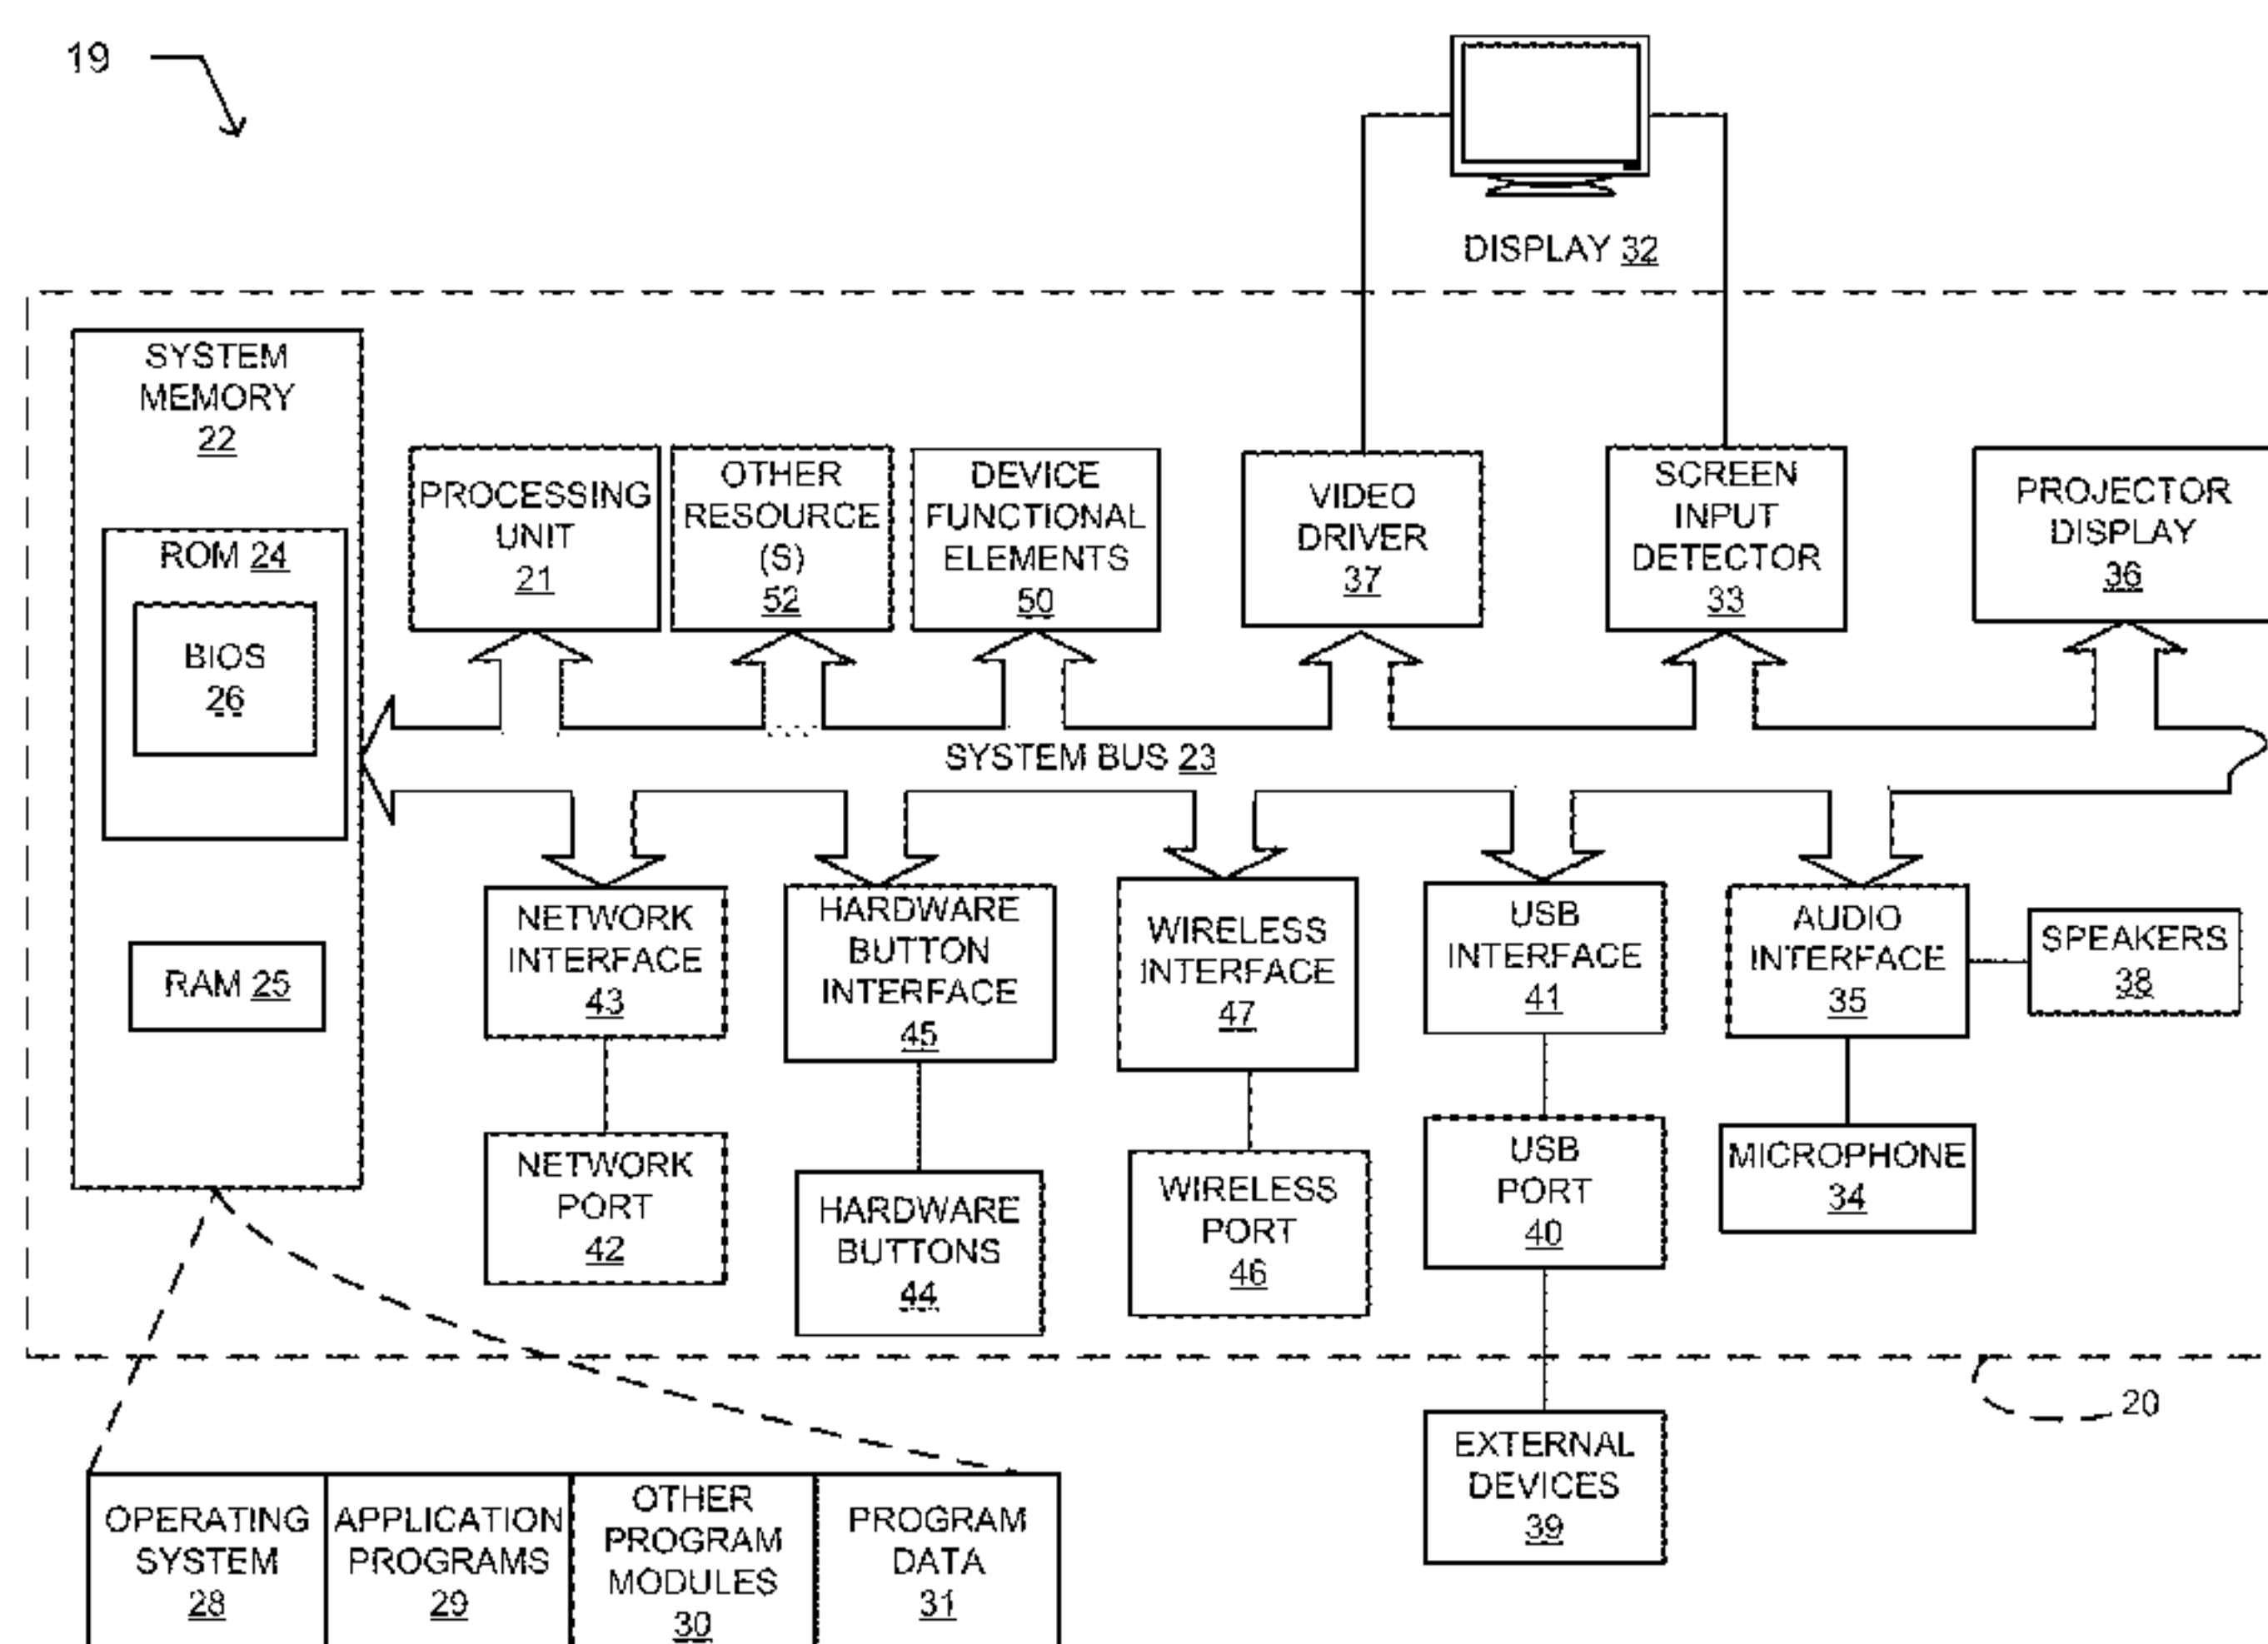 19
DISPLAY 32
SYSTEM
MEMORY
22
ROM 24
BIOS
26
RAM 25
PROCESSING
UNIT
21
OTHER
RESOURCE
(S)
52
DEVICE
FUNCTIONAL
ELEMENTS
50
VIDEO
DRIVER
37
SCREEN
INPUT
DETECTOR
33
PROJECTOR
DISPLAY
36
SYSTEM BUS 23
NETWORK
INTERFACE
43
HARDWARE
BUTTON
INTERFACE
45
WIRELESS
INTERFACE
47
USB
INTERFACE
41
AUDIO
INTERFACE
35
SPEAKERS
38
NETWORK
PORT
42
HARDWARE
BUTTONS
44
WIRELESS
PORT
46
USB
PORT
40
MICROPHONE
34
20
EXTERNAL
DEVICES
39
OPERATING
SYSTEM
28
APPLICATION
PROGRAMS
29
OTHER
PROGRAM
MODULES
30
PROGRAM
DATA
31